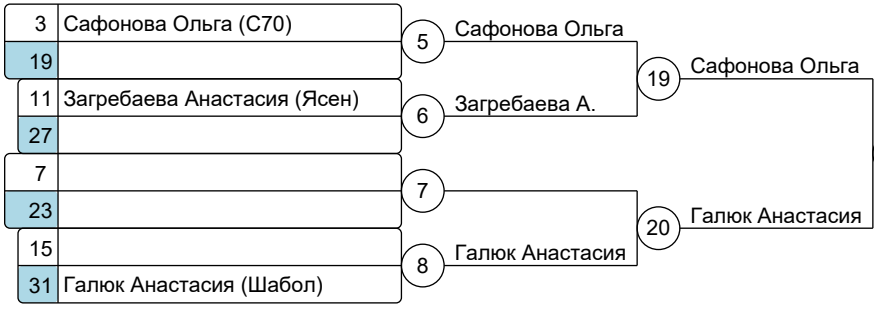 3 Сафонова Ольга (С70)
19
11 Загребаева Анастасия (Ясен)
27
7
23
15
31 Галюк Анастасия (Шабол)
5 Сафонова Ольга
6 Загребаева А.
7
8 Галюк Анастасия
19 Сафонова Ольга
20 Галюк Анастасия